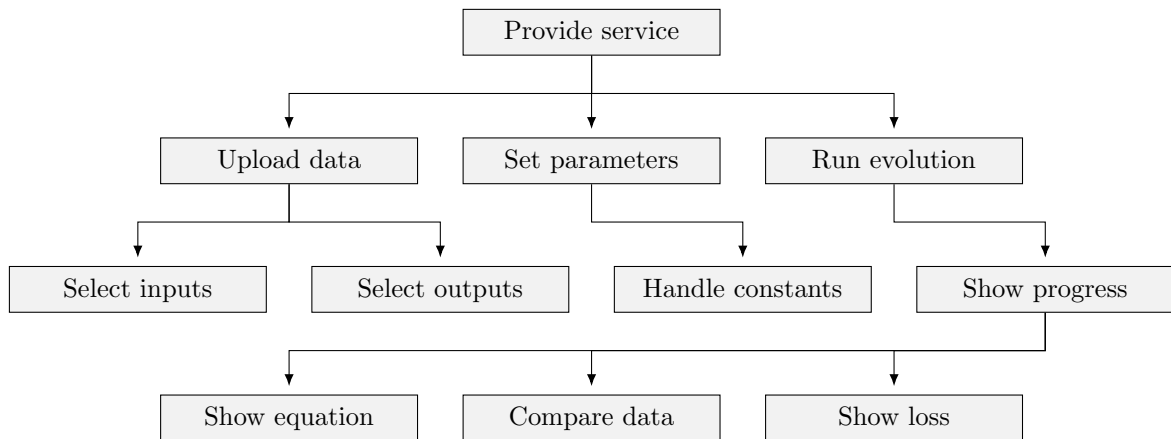 Provide service
Upload data
Set parameters
Run evolution
Select inputs
Select outputs
Handle constants
Show progress
Show equation
Compare data
Show loss